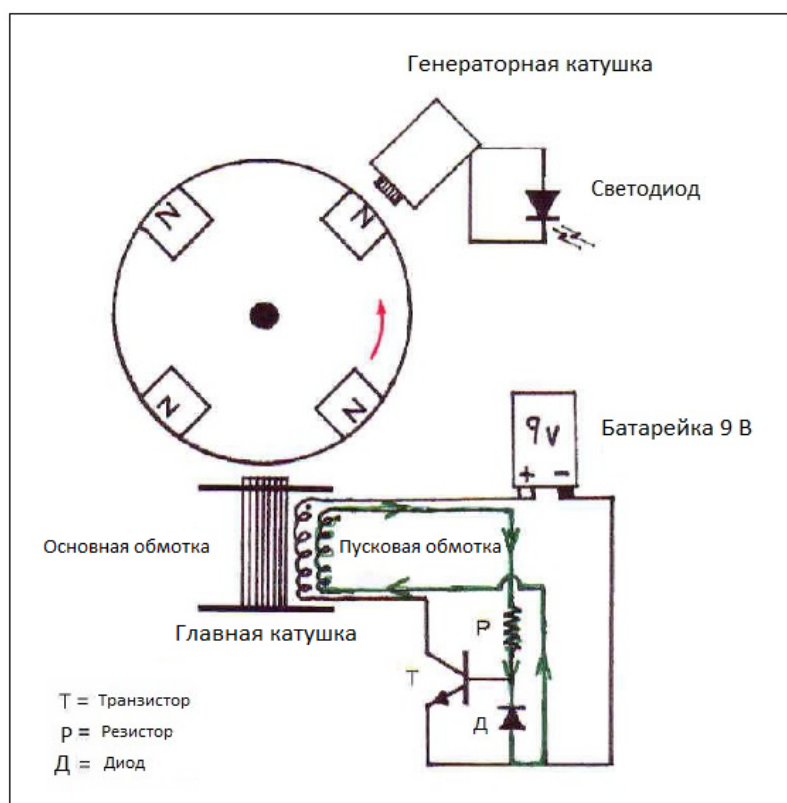 Генераторная катушка
Светодиод
N
N
N
N
9V
+ -
Батарейка 9 В
Основная обмотка
Пусковая обмотка
Главная катушка
Р
Т
Д
Т = Транзистор
Р = Резистор
Д = Диод